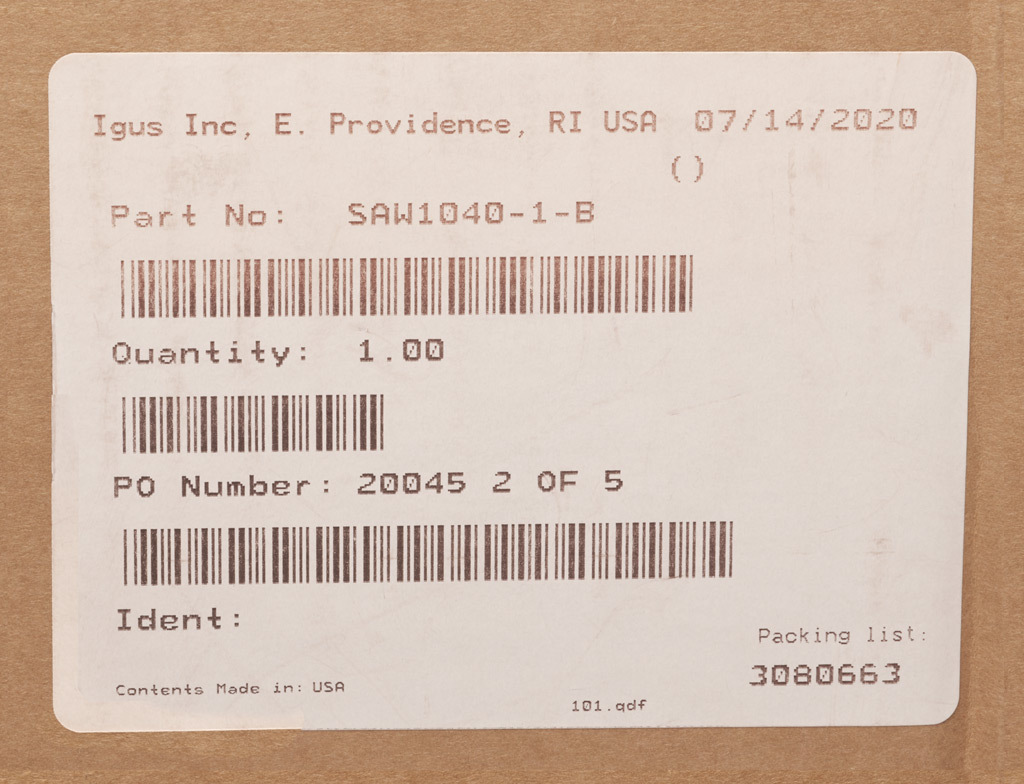 Igus Inc, E. Providence, RI USA 07/14/2020
()
Part No: SAW1040-1-B
Quantity: 1.00
PO Number: 20045 2 OF 5
Ident:
Packing list:
3080663
Contents Made in: USA
101.qdf